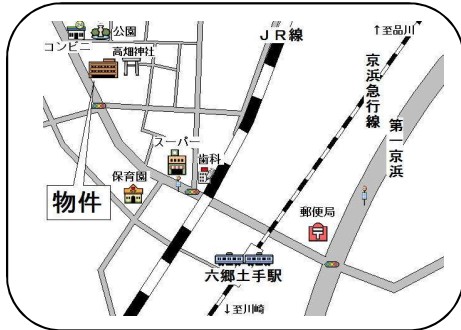 公園
コンビニ
高畑神社
JR線
↑至品川
京浜急行線
第一京浜
スーパー
歯科
保育園
物件
郵便局
六郷土手駅
↓至川崎